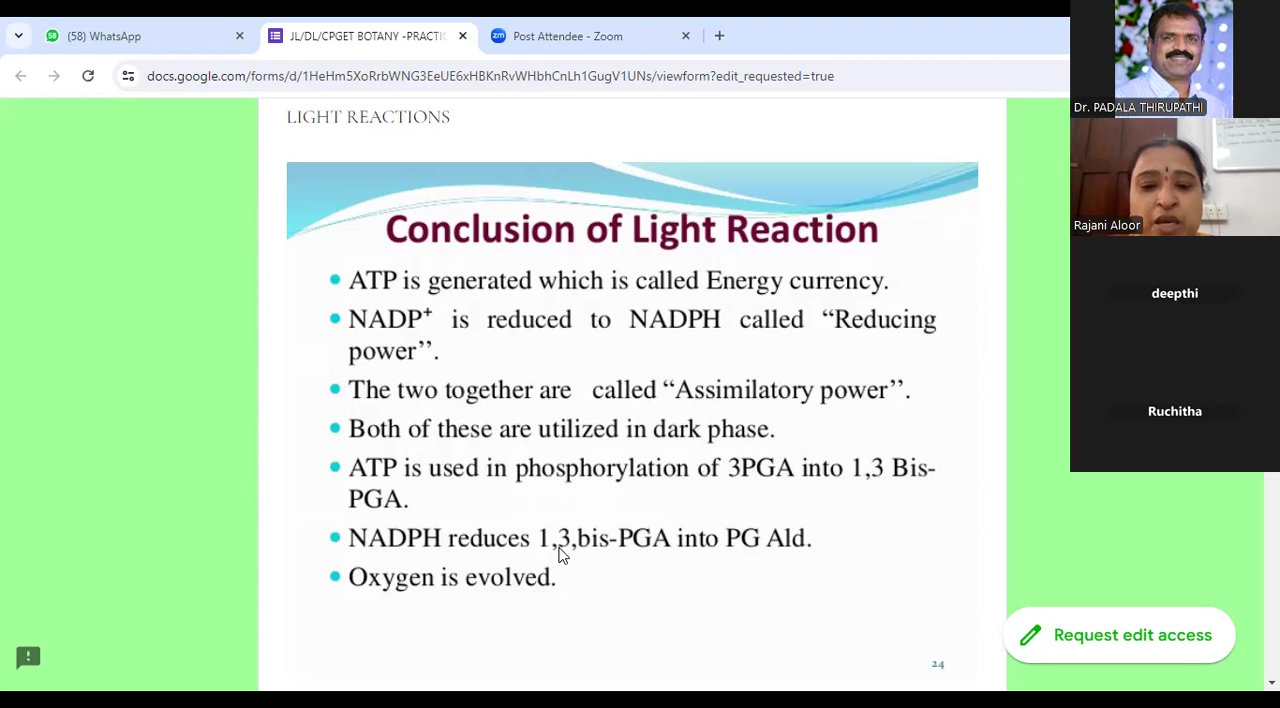 (58) WhatsApp
JL/DL/CPGET BOTANY -PRACTIC
Post Attendee - Zoom
docs.google.com/forms/d/1HeHm5XoRrbWNG3EeUE6xHBKnRvWHbhCnLh1GugV1UNs/viewform?edit_requested=true
LIGHT REACTIONS
Conclusion of Light Reaction
ATP is generated which is called Energy currency.
NADP⁺ is reduced to NADPH called “Reducing
power’’.
The two together are called “Assimilatory power’’.
Both of these are utilized in dark phase.
ATP is used in phosphorylation of 3PGA into 1,3 Bis-
PGA.
NADPH reduces 1,3,bis-PGA into PG Ald.
Oxygen is evolved.
24
Request edit access
Dr. PADALA THIRUPATHI
Rajani Aloor
deepthi
Ruchitha